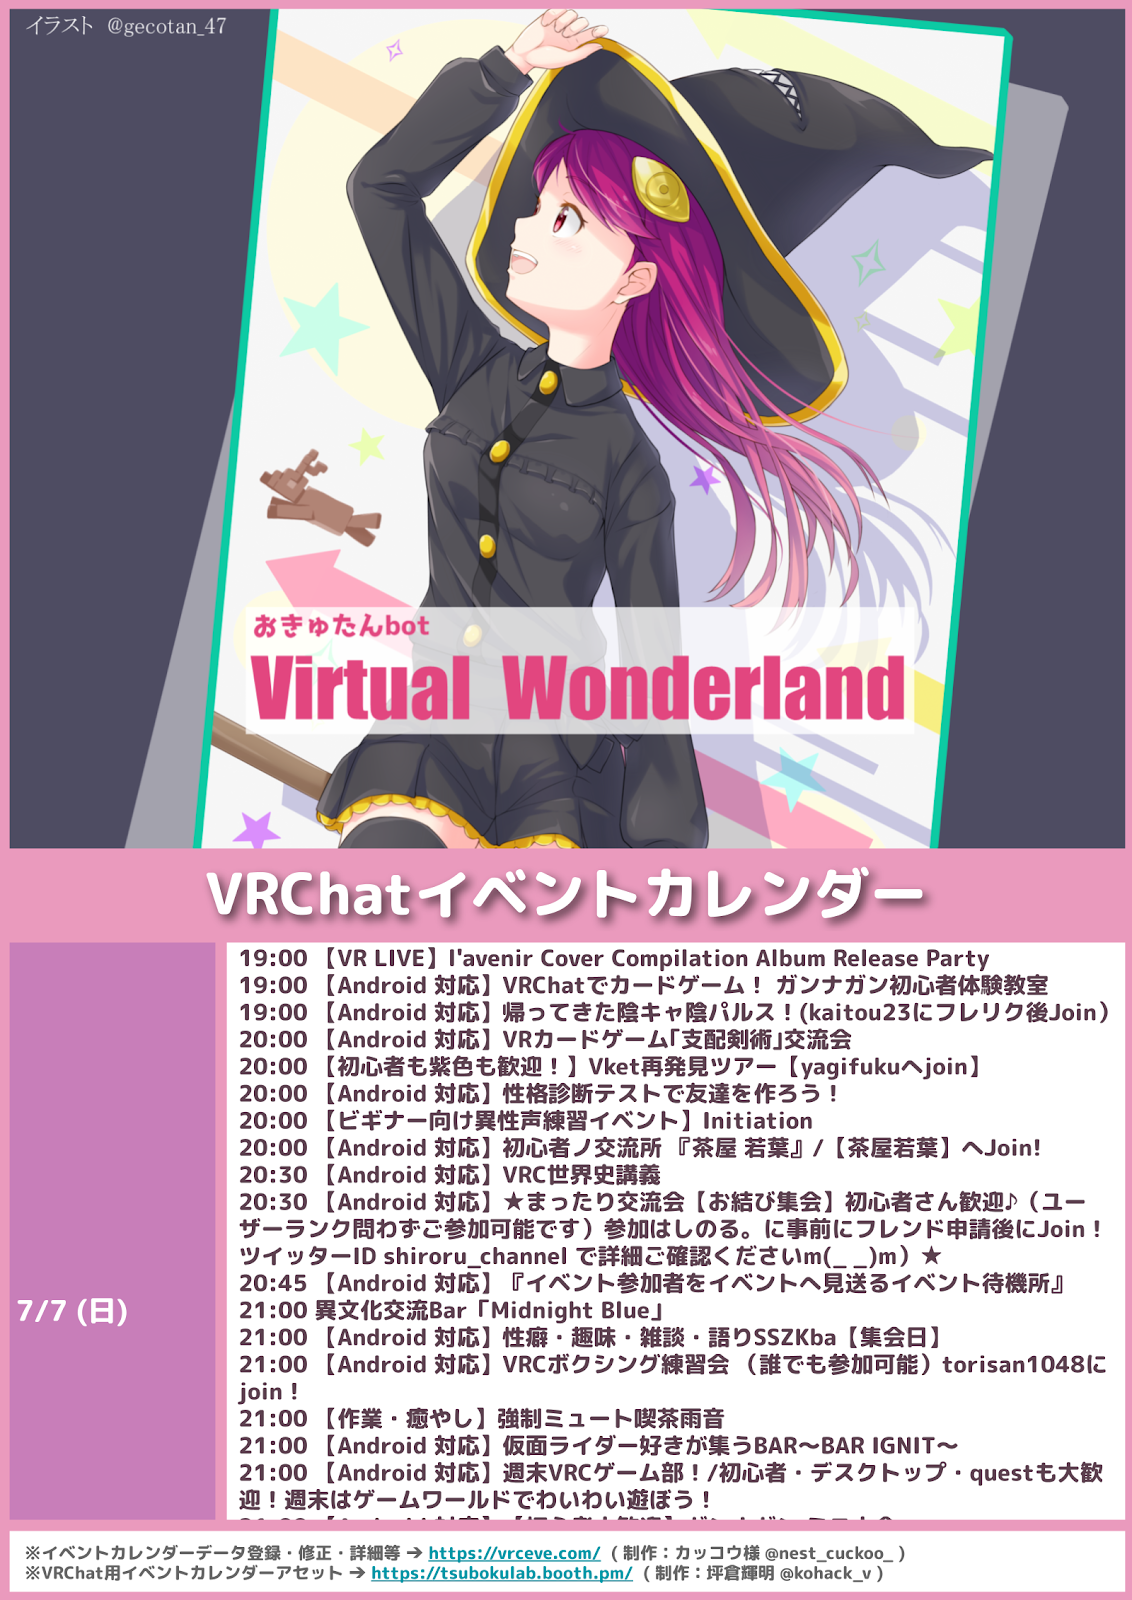 イラスト @gecotan_47
おきゅたんbot
Virtual Wonderland
VRChatイベントカレンダー
7/7 (日)
19:00 【VR LIVE】l'avenir Cover Compilation Album Release Party
19:00 【Android 対応】VRChatでカードゲーム！ ガンナガン初心者体験教室
19:00 【Android 対応】帰ってきた陰キャ陰パルス！(kaitou23にフレリク後Join）
20:00 【Android 対応】VRカードゲーム｢支配剣術｣交流会
20:00 【初心者も紫色も歓迎！】Vket再発見ツアー【yagifukuへjoin】
20:00 【Android 対応】性格診断テストで友達を作ろう！
20:00 【ビギナー向け異性声練習イベント】Initiation
20:00 【Android 対応】初心者ノ交流所 『茶屋 若葉』/【茶屋若葉】へJoin!
20:30 【Android 対応】VRC世界史講義
20:30 【Android 対応】★まったり交流会【お結び集会】初心者さん歓迎♪（ユー
ザーランク問わずご参加可能です）参加はしのる。に事前にフレンド申請後にJoin！
ツイッターID shiroru_channel で詳細ご確認くださいm(_ _)m）★
20:45 【Android 対応】『イベント参加者をイベントへ見送るイベント待機所』
21:00 異文化交流Bar「Midnight Blue」
21:00 【Android 対応】性癖・趣味・雑談・語りSSZKba【集会日】
21:00 【Android 対応】VRCボクシング練習会 （誰でも参加可能）torisan1048に
join！
21:00 【作業・癒やし】強制ミュート喫茶雨音
21:00 【Android 対応】仮面ライダー好きが集うBAR～BAR IGNIT～
21:00 【Android 対応】週末VRCゲーム部！/初心者・デスクトップ・questも大歓
迎！週末はゲームワールドでわいわい遊ぼう！
※イベントカレンダーデータ登録・修正・詳細等 → https://vrceve.com/ ( 制作：カッコウ様 @nest_cuckoo_ )
※VRChat用イベントカレンダーアセット → https://tsubokulab.booth.pm/ ( 制作：坪倉輝明 @kohack_v )